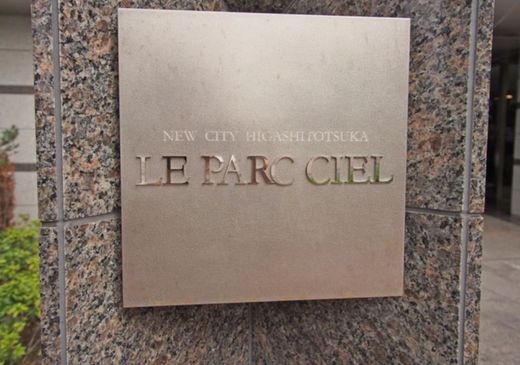 NEW CITY HIGASHITOTSUKA
LE PARC CIEL